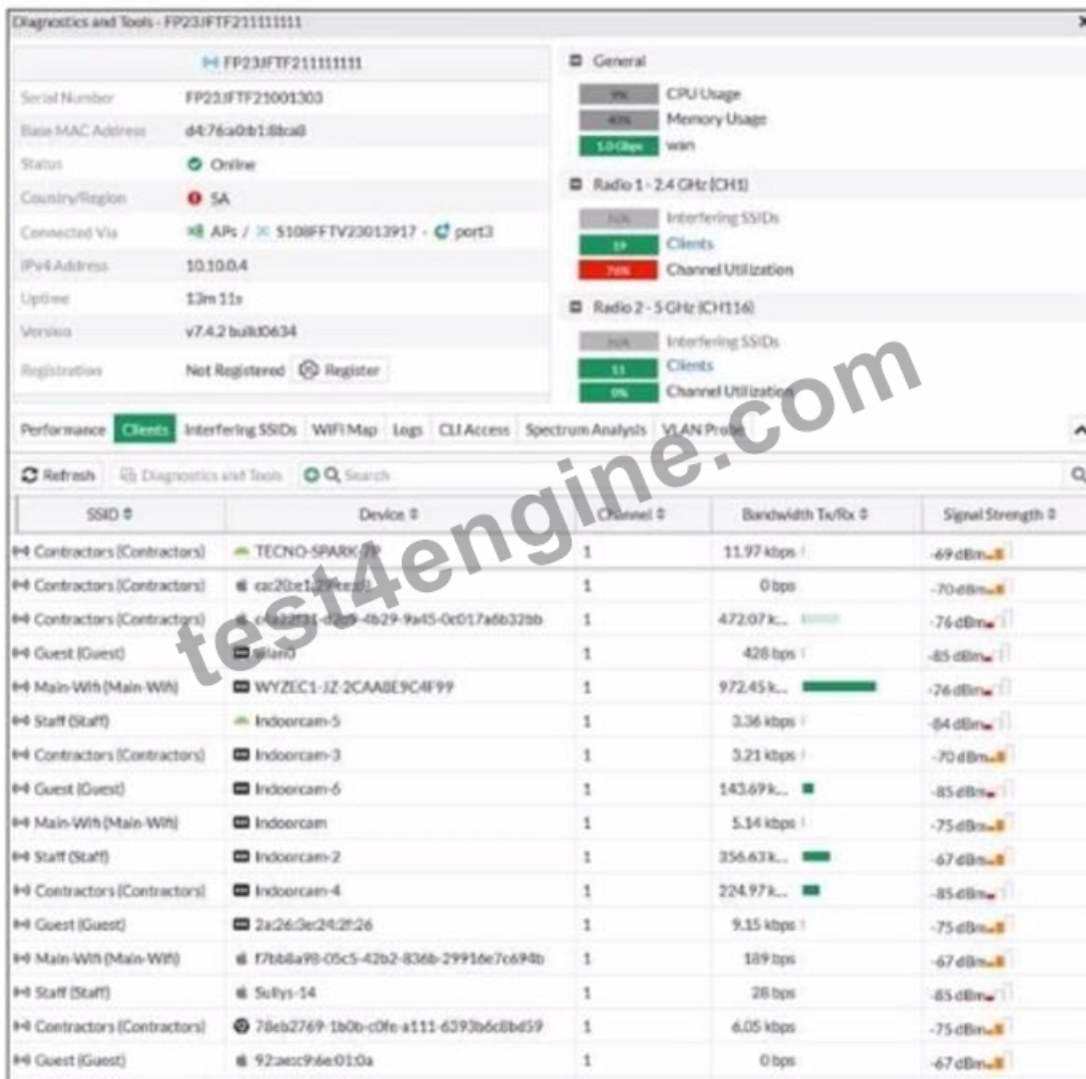 Diagnostics and Tools - FP23JFTF211111111
FP23JFTF211111111
Serial Number FP23JFTF21001303
Base MAC Address d4:76:a0:b1:8b:a8
Status Online
Country/Region SA
Connected Via APs / S108FFTV23013917 - port3
IPv4 Address 10.10.0.4
Uptime 13m 11s
Version v7.4.2 build0634
Registration Not Registered Register
General
9% CPU Usage
40% Memory Usage
1.0 Gbps wan
Radio 1 - 2.4 GHz (CH1)
N/A Interfering SSIDs
19 Clients
76% Channel Utilization
Radio 2 - 5 GHz (CH116)
N/A Interfering SSIDs
11 Clients
0% Channel Utilization
Performance Clients Interfering SSIDs WiFi Map Logs CLI Access Spectrum Analysis VLAN Probe
Refresh Diagnostics and Tools Search
SSID Device Channel Bandwidth Tx/Rx Signal Strength
Contractors (Contractors) TECNO-SPARK-7P 1 11.97 kbps -69 dBm
Contractors (Contractors) 1 0 bps -70 dBm
Contractors (Contractors) 1 472.07 k... -76 dBm
Guest (Guest) 1 428 bps -85 dBm
Main-Wifi (Main-Wifi) WYZEC1-JZ-2CAA8E9C4F99 1 972.45 k... -76 dBm
Staff (Staff) Indoorcam-5 1 3.36 kbps -84 dBm
Contractors (Contractors) Indoorcam-3 1 3.21 kbps -70 dBm
Guest (Guest) Indoorcam-6 1 143.69 k... -85 dBm
Main-Wifi (Main-Wifi) Indoorcam 1 5.14 kbps -75 dBm
Staff (Staff) Indoorcam-2 1 356.63 k... -67 dBm
Contractors (Contractors) Indoorcam-4 1 224.97 k... -85 dBm
Guest (Guest) 2a:26:3e:24:2f:26 1 9.15 kbps -75 dBm
Main-Wifi (Main-Wifi) f7bb8a98-05c5-42b2-836b-29916e7c694b 1 189 bps -67 dBm
Staff (Staff) Sullys-14 1 28 bps -85 dBm
Contractors (Contractors) 78eb2769-1b0b-c0fe-a111-6393b6c8bd59 1 6.05 kbps -75 dBm
Guest (Guest) 92:ae:c9:6e:01:0a 1 0 bps -67 dBm
test4engine.com